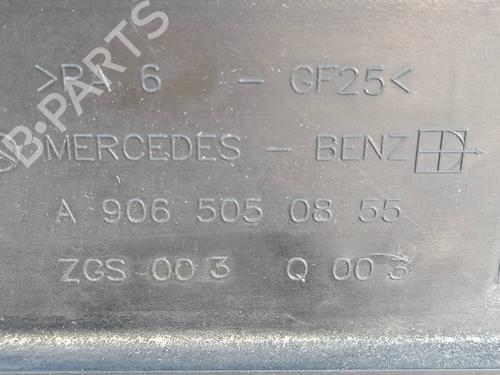 >PA 6 - GF25<
MERCEDES - BENZ
A 906 505 08 55
ZGS 003 Q 003
B-PARTS